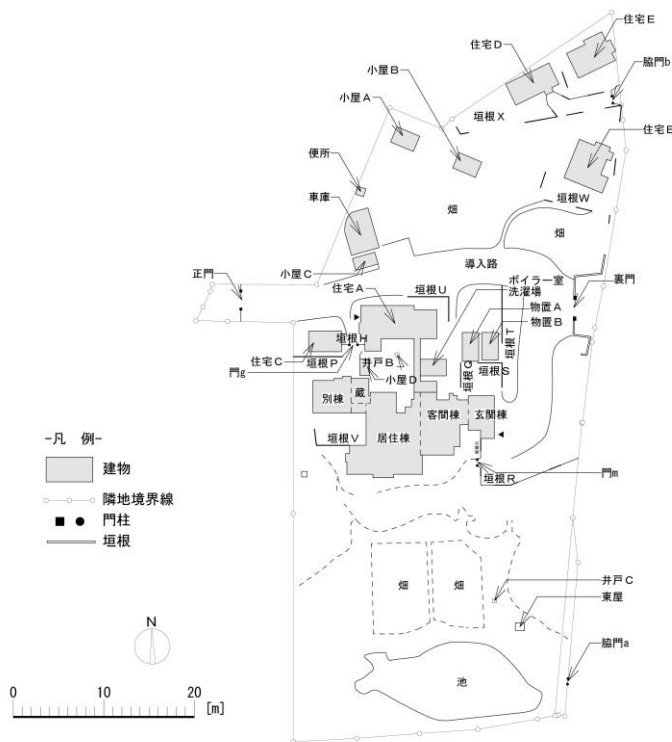 住宅E
住宅D
小屋B
脇門b
小屋A
垣根X
住宅B
便所
垣根W
車庫
畑
畑
正門
導入路
小屋C
ボイラー室
洗濯場
裏門
住宅A
垣根U
物置A
物置B
垣根H
垣根T
住宅C
垣根P
井戸B
垣根Q
垣根S
門g
小屋D
別棟
蔵
客間棟
玄関棟
-凡 例-
垣根V
居住棟
建物
門m
垣根R
隣地境界線
門柱
垣根
畑
畑
井戸C
東屋
N
脇門a
池
0 10 20
[m]